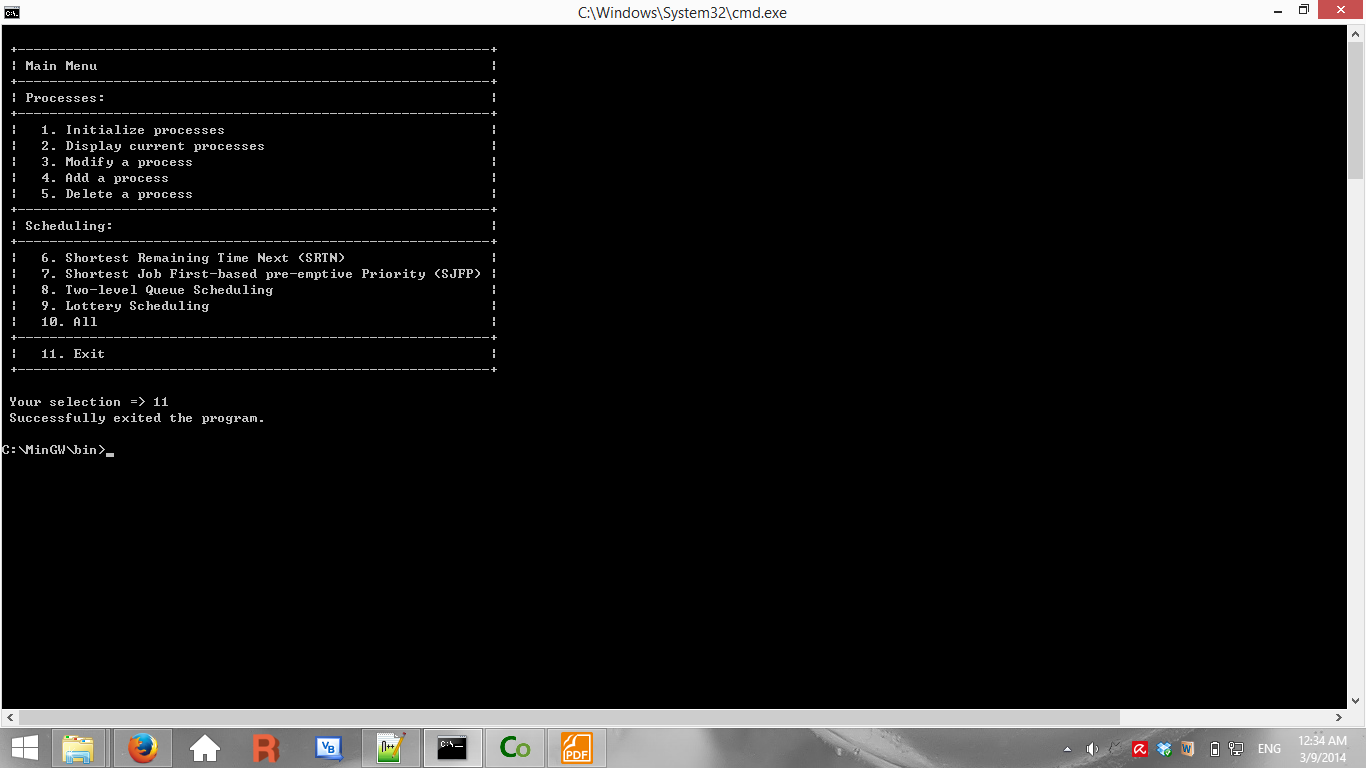 C:\Windows\System32\cmd.exe
Main Menu
Processes:
1. Initialize processes
2. Display current processes
3. Modify a process
4. Add a process
5. Delete a process
Scheduling:
6. Shortest Remaining Time Next (SRTN)
7. Shortest Job First-based pre-emptive Priority (SJFP)
8. Two-level Queue Scheduling
9. Lottery Scheduling
10. All
11. Exit
Your selection => 11
Successfully exited the program.
C:\MinGW\bin>_
R
VB
C:\_
Co
PDF
W
ENG
12:34 AM
3/9/2014